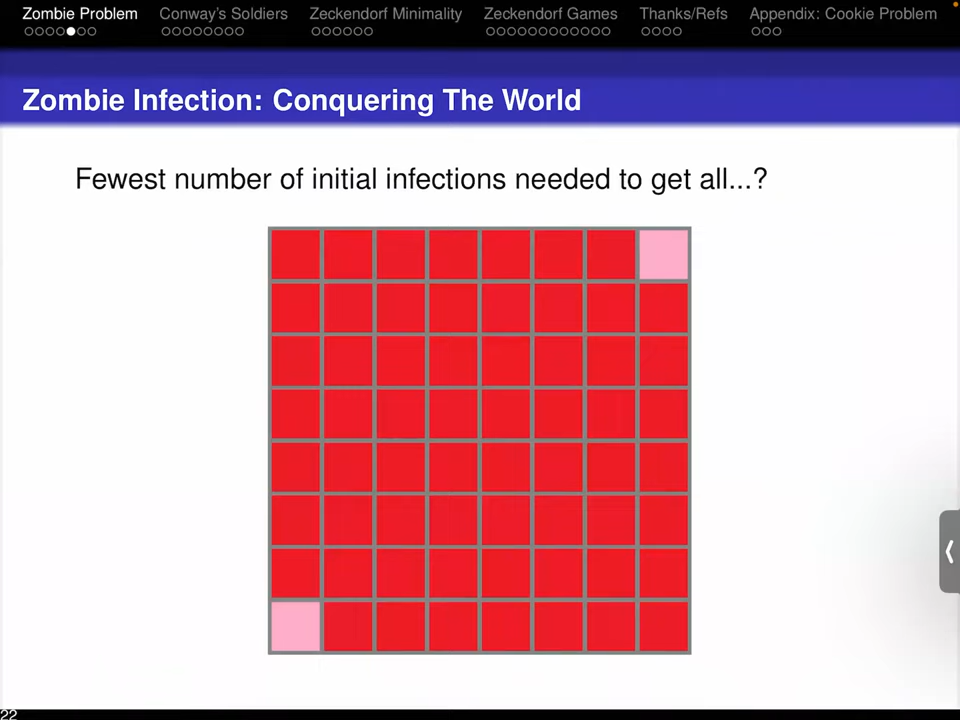 Zombie Problem Conway's Soldiers Zeckendorf Minimality Zeckendorf Games Thanks/Refs Appendix: Cookie Problem
Zombie Infection: Conquering The World
Fewest number of initial infections needed to get all...?
22